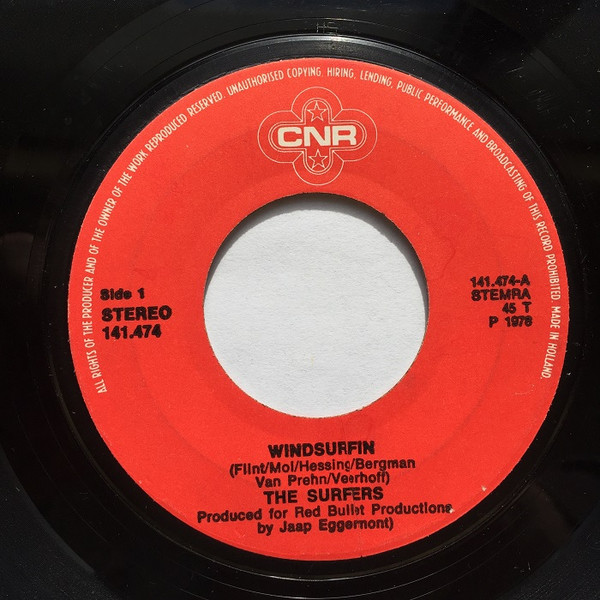 ALL RIGHTS OF THE PRODUCER AND OF THE OWNER OF THE WORK REPRODUCED RESERVED. UNAUTHORISED COPYING, HIRING, LENDING, PUBLIC PERFORMANCE AND BROADCASTING OF THIS RECORD PROHIBITED. MADE IN HOLLAND.
CNR
Side 1
STEREO
141.474
141.474-A
STEMRA
45 T
P 1978
WINDSURFIN
(Flint/Mol/Hessing/Bergman
Van Prehn/Veerhoff)
THE SURFERS
Produced for Red Bullet Productions
by Jaap Eggermont)